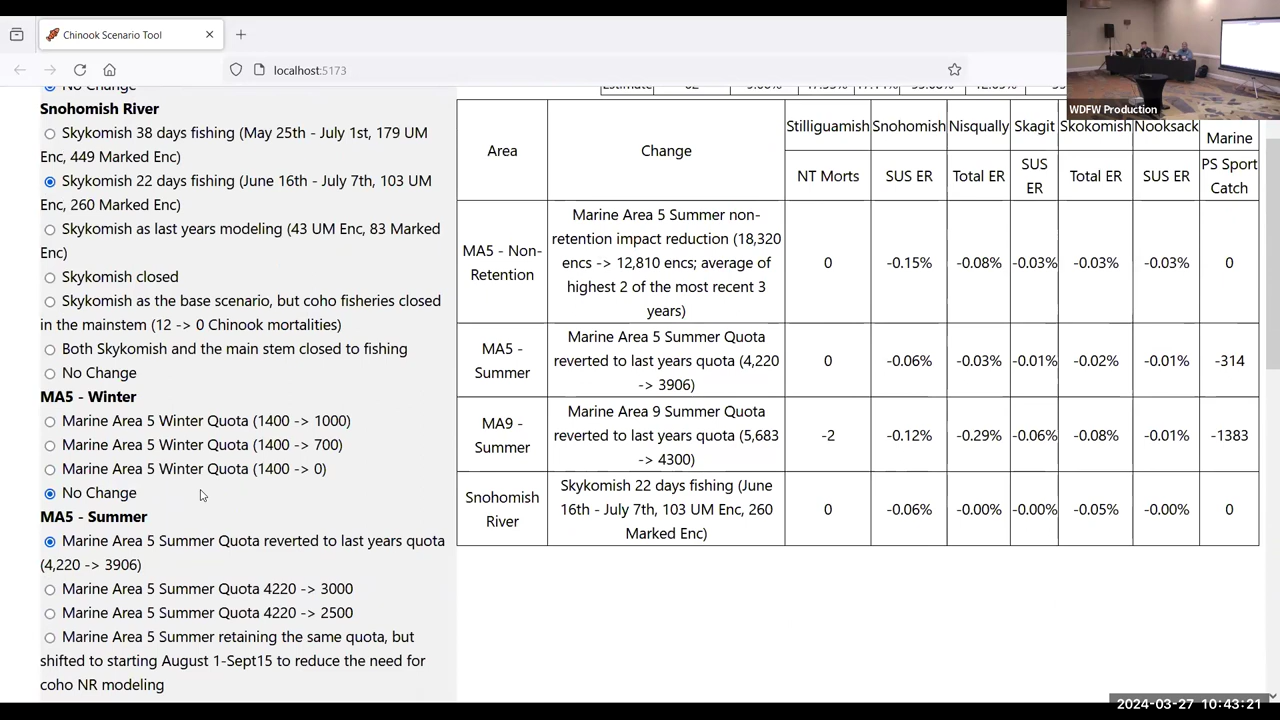 Chinook Scenario Tool
localhost:5173
WDFW Production
No Change
Snohomish River
Skykomish 38 days fishing (May 25th - July 1st, 179 UM
Enc, 449 Marked Enc)
Skykomish 22 days fishing (June 16th - July 7th, 103 UM
Enc, 260 Marked Enc)
Skykomish as last years modeling (43 UM Enc, 83 Marked
Enc)
Skykomish closed
Skykomish as the base scenario, but coho fisheries closed
in the mainstem (12 -> 0 Chinook mortalities)
Both Skykomish and the main stem closed to fishing
No Change
MA5 - Winter
Marine Area 5 Winter Quota (1400 -> 1000)
Marine Area 5 Winter Quota (1400 -> 700)
Marine Area 5 Winter Quota (1400 -> 0)
No Change
MA5 - Summer
Marine Area 5 Summer Quota reverted to last years quota
(4,220 -> 3906)
Marine Area 5 Summer Quota 4220 -> 3000
Marine Area 5 Summer Quota 4220 -> 2500
Marine Area 5 Summer retaining the same quota, but
shifted to starting August 1-Sept15 to reduce the need for
coho NR modeling
Estimate
Area Change Stilliguamish Snohomish Nisqually Skagit Skokomish Nooksack Marine
NT Morts SUS ER Total ER SUS
ER Total ER SUS ER PS Sport
Catch
MA5 - Non-
Retention
Marine Area 5 Summer non-
retention impact reduction (18,320
encs -> 12,810 encs; average of
highest 2 of the most recent 3
years)
0 -0.15% -0.08% -0.03% -0.03% -0.03% 0
MA5 -
Summer
Marine Area 5 Summer Quota
reverted to last years quota (4,220
-> 3906)
0 -0.06% -0.03% -0.01% -0.02% -0.01% -314
MA9 -
Summer
Marine Area 9 Summer Quota
reverted to last years quota (5,683
-> 4300)
-2 -0.12% -0.29% -0.06% -0.08% -0.01% -1383
Snohomish
River
Skykomish 22 days fishing (June
16th - July 7th, 103 UM Enc, 260
Marked Enc)
0 -0.06% -0.00% -0.00% -0.05% -0.00% 0
2024-03-27 10:43:21